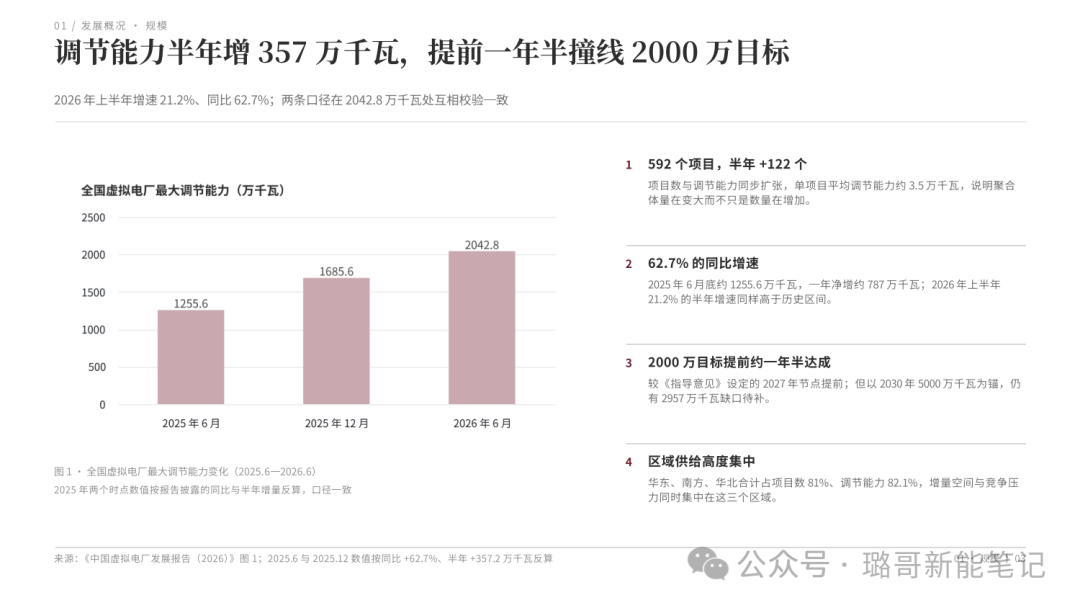 01 / 发展概况 · 规模
调节能力半年增 357 万千瓦，提前一年半撞线 2000 万目标
2026 年上半年增速 21.2%、同比 62.7%；两条口径在 2042.8 万千瓦处互相校验一致
全国虚拟电厂最大调节能力（万千瓦）
2500
2000
1500
1000
500
0
1255.6
1685.6
2042.8
2025 年 6 月
2025 年 12 月
2026 年 6 月
图 1 · 全国虚拟电厂最大调节能力变化（2025.6—2026.6）
2025 年两个时点数值按报告披露的同比与半年增量反算，口径一致
1 592 个项目，半年 +122 个
项目数与调节能力同步扩张，单项目平均调节能力约 3.5 万千瓦，说明聚合
体量在变大而不只是数量在增加。
2 62.7% 的同比增速
2025 年 6 月底约 1255.6 万千瓦，一年净增约 787 万千瓦；2026 年上半年
21.2% 的半年增速同样高于历史区间。
3 2000 万目标提前约一年半达成
较《指导意见》设定的 2027 年节点提前；但以 2030 年 5000 万千瓦为锚，仍
有 2957 万千瓦缺口待补。
4 区域供给高度集中
华东、南方、华北合计占项目数 81%、调节能力 82.1%，增量空间与竞争压
力同时集中在这三个区域。
来源：《中国虚拟电厂发展报告（2026）》图 1；2025.6 与 2025.12 数值按同比 +62.7%、半年 +357.2 万千瓦反算
公众号 · 璐哥新能笔记